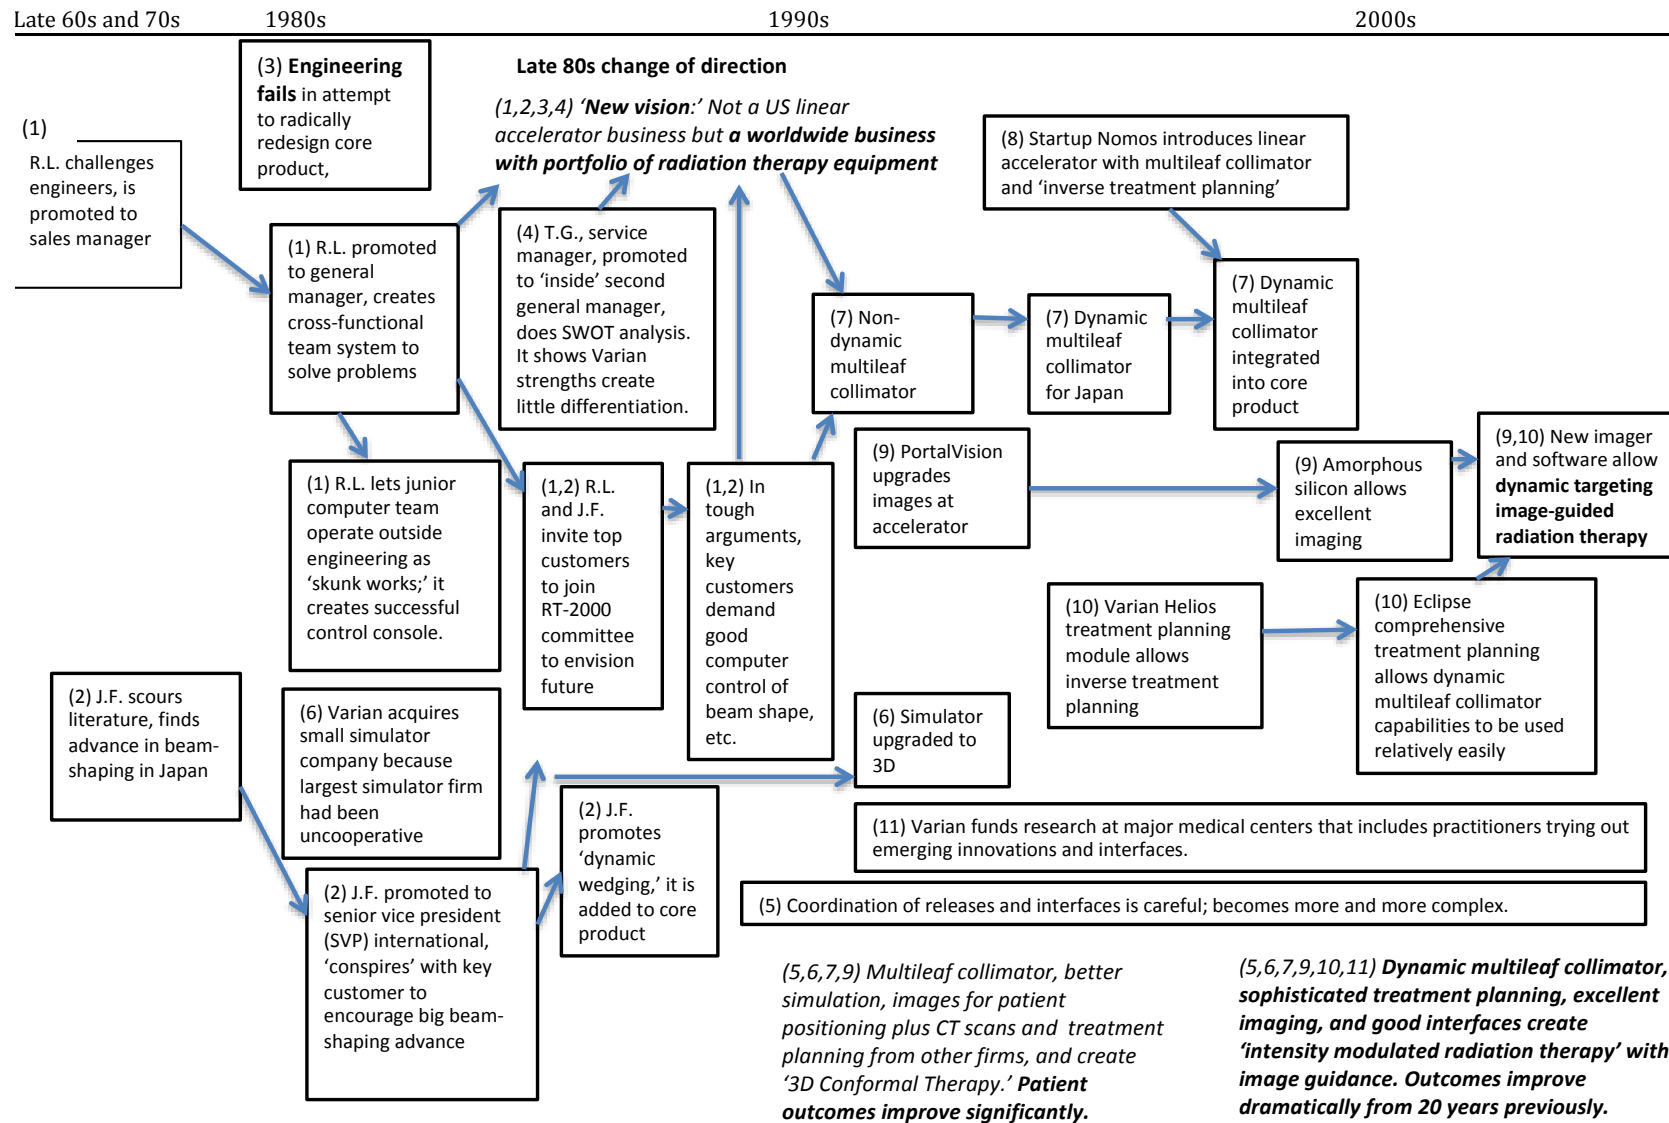 Late 60s and 70s
1980s
1990s
2000s
(3) Engineering
fails in attempt
to radically
redesign core
product,
Late 80s change of direction
(1,2,3,4) ‘New vision:’ Not a US linear
accelerator business but a worldwide business
with portfolio of radiation therapy equipment
(1)
R.L. challenges
engineers, is
promoted to
sales manager
(8) Startup Nomos introduces linear
accelerator with multileaf collimator
and ‘inverse treatment planning’
(1) R.L. promoted
to general
manager, creates
cross-functional
team system to
solve problems
(4) T.G., service
manager, promoted
to ‘inside’ second
general manager,
does SWOT analysis.
It shows Varian
strengths create
little differentiation.
(7) Non-
dynamic
multileaf
collimator
(7) Dynamic
multileaf
collimator
for Japan
(7) Dynamic
multileaf
collimator
integrated
into core
product
(9) PortalVision
upgrades
images at
accelerator
(9) Amorphous
silicon allows
excellent
imaging
(9,10) New imager
and software allow
dynamic targeting
image-guided
radiation therapy
(1) R.L. lets junior
computer team
operate outside
engineering as
‘skunk works;’ it
creates successful
control console.
(1,2) R.L.
and J.F.
invite top
customers
to join
RT-2000
committee
to envision
future
(1,2) In
tough
arguments,
key
customers
demand
good
computer
control of
beam shape,
etc.
(10) Varian Helios
treatment planning
module allows
inverse treatment
planning
(10) Eclipse
comprehensive
treatment planning
allows dynamic
multileaf collimator
capabilities to be used
relatively easily
(2) J.F. scours
literature, finds
advance in beam-
shaping in Japan
(6) Varian acquires
small simulator
company because
largest simulator firm
had been
uncooperative
(6) Simulator
upgraded to
3D
(2) J.F.
promotes
‘dynamic
wedging,’ it is
added to core
product
(11) Varian funds research at major medical centers that includes practitioners trying out
emerging innovations and interfaces.
(2) J.F. promoted to
senior vice president
(SVP) international,
‘conspires’ with key
customer to
encourage big beam-
shaping advance
(5) Coordination of releases and interfaces is careful; becomes more and more complex.
(5,6,7,9) Multileaf collimator, better
simulation, images for patient
positioning plus CT scans and treatment
planning from other firms, and create
‘3D Conformal Therapy.’ Patient
outcomes improve significantly.
(5,6,7,9,10,11) Dynamic multileaf collimator,
sophisticated treatment planning, excellent
imaging, and good interfaces create
‘intensity modulated radiation therapy’ with
image guidance. Outcomes improve
dramatically from 20 years previously.